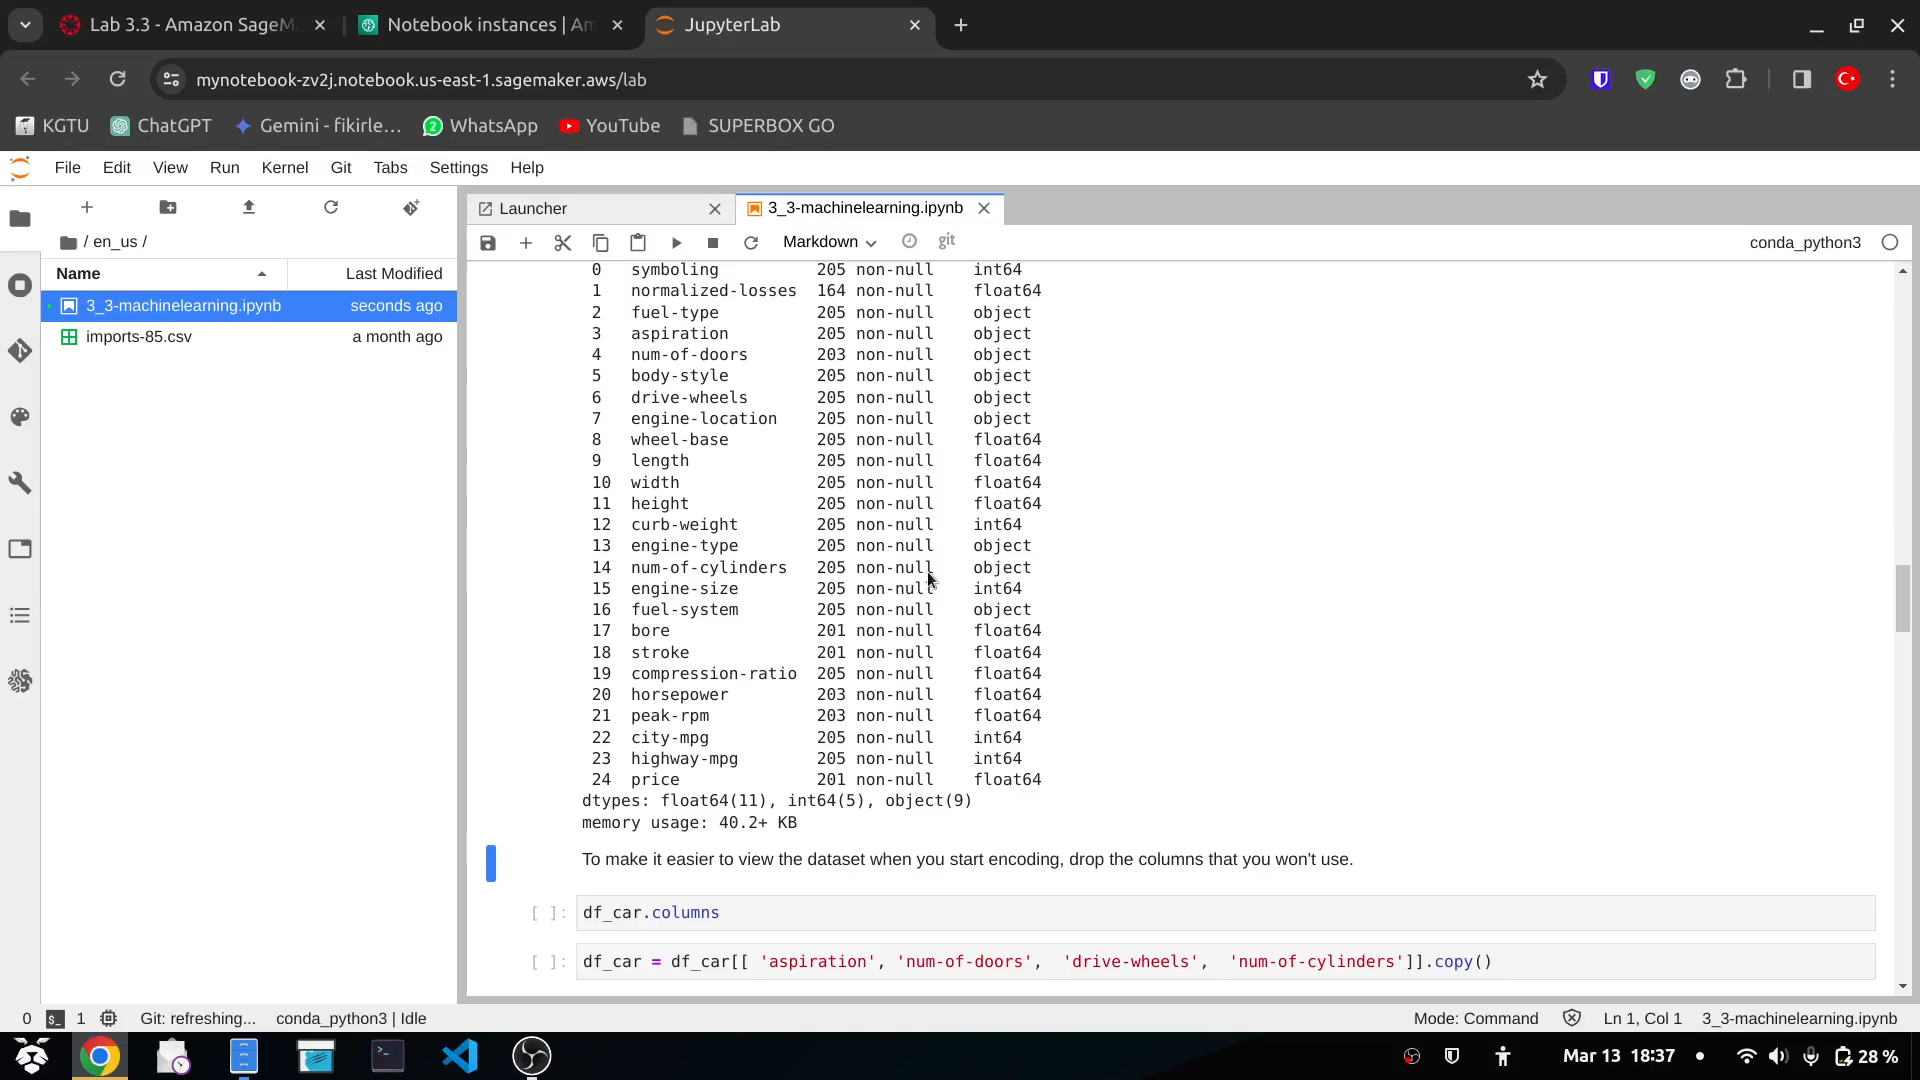 Lab 3.3 - Amazon SageM
Notebook instances | Am
JupyterLab
mynotebook-zv2j.notebook.us-east-1.sagemaker.aws/lab
KGTU
ChatGPT
Gemini - fikirle...
WhatsApp
YouTube
SUPERBOX GO
File Edit View Run Kernel Git Tabs Settings Help
/ en_us /
Name Last Modified
3_3-machinelearning.ipynb seconds ago
imports-85.csv a month ago
Launcher
3_3-machinelearning.ipynb
Markdown
git
conda_python3
0 symboling 205 non-null int64
1 normalized-losses 164 non-null float64
2 fuel-type 205 non-null object
3 aspiration 205 non-null object
4 num-of-doors 203 non-null object
5 body-style 205 non-null object
6 drive-wheels 205 non-null object
7 engine-location 205 non-null object
8 wheel-base 205 non-null float64
9 length 205 non-null float64
10 width 205 non-null float64
11 height 205 non-null float64
12 curb-weight 205 non-null int64
13 engine-type 205 non-null object
14 num-of-cylinders 205 non-null object
15 engine-size 205 non-null int64
16 fuel-system 205 non-null object
17 bore 201 non-null float64
18 stroke 201 non-null float64
19 compression-ratio 205 non-null float64
20 horsepower 203 non-null float64
21 peak-rpm 203 non-null float64
22 city-mpg 205 non-null int64
23 highway-mpg 205 non-null int64
24 price 201 non-null float64
dtypes: float64(11), int64(5), object(9)
memory usage: 40.2+ KB
To make it easier to view the dataset when you start encoding, drop the columns that you won't use.
[ ]: df_car.columns
[ ]: df_car = df_car[[ 'aspiration', 'num-of-doors',  'drive-wheels',  'num-of-cylinders']].copy()
0 1 Git: refreshing... conda_python3 | Idle
Mode: Command Ln 1, Col 1 3_3-machinelearning.ipynb
Mar 13 18:37 28 %